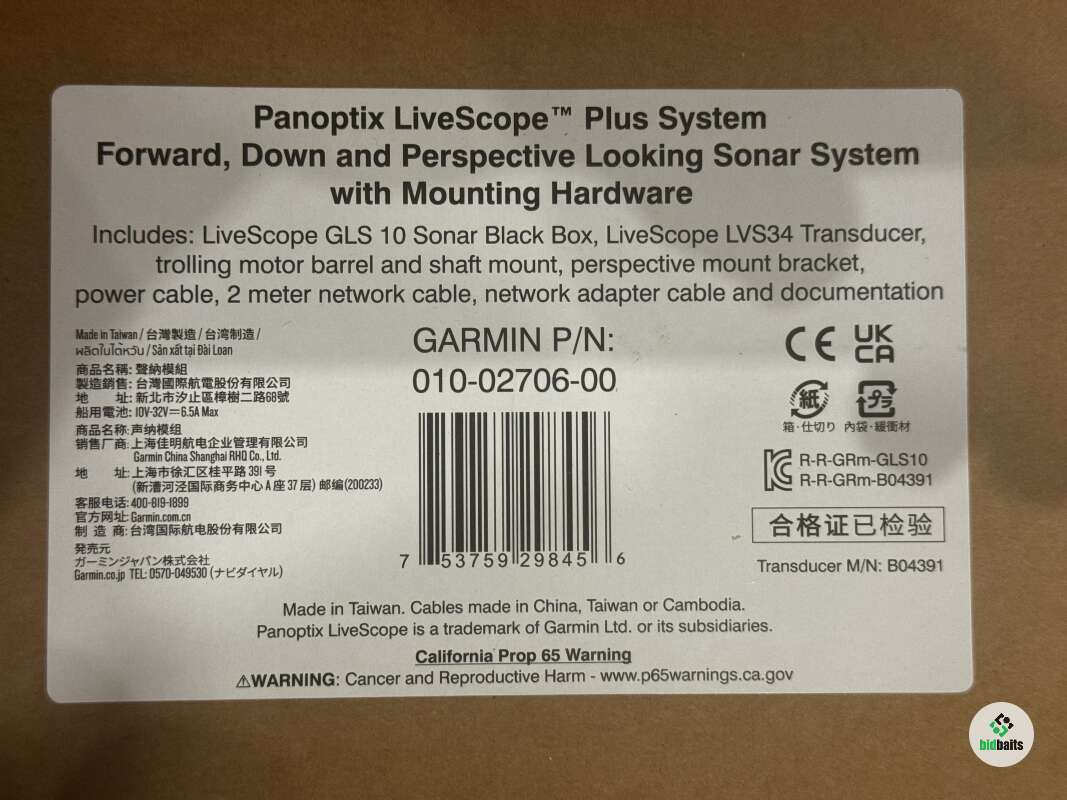 Panoptix LiveScope™ Plus System
Forward, Down and Perspective Looking Sonar System
with Mounting Hardware
Includes: LiveScope GLS 10 Sonar Black Box, LiveScope LVS34 Transducer,
trolling motor barrel and shaft mount, perspective mount bracket,
power cable, 2 meter network cable, network adapter cable and documentation
Made in Taiwan / 台灣製造 / 台湾制造 /
ผลิตในไต้หวัน / Sản xuất tại Đài Loan
商品名稱: 聲納模組
製造銷售: 台灣國際航電股份有限公司
地 址: 新北市汐止區樟樹二路68號
船用電池: 10V-32V⎓6.5A Max
商品名称: 声纳模组
销售厂商: 上海佳明航电企业管理有限公司
Garmin China Shanghai RHQ Co., Ltd.
地 址: 上海市徐汇区桂平路 391 号
(新漕河泾国际商务中心 A 座 37 层) 邮编(200233)
客服电话: 400-819-1899
官方网址: Garmin.com.cn
制 造 商: 台湾国际航电股份有限公司
発売元
ガーミンジャパン株式会社
Garmin.co.jp TEL: 0570-049530 (ナビダイヤル)
GARMIN P/N:
010-02706-00
7 53759 29845 6
CE UK CA
紙 プラ
箱・仕切り 内袋・緩衝材
R-R-GRm-GLS10
R-R-GRm-B04391
合格证已检验
Transducer M/N: B04391
Made in Taiwan. Cables made in China, Taiwan or Cambodia.
Panoptix LiveScope is a trademark of Garmin Ltd. or its subsidiaries.
California Prop 65 Warning
⚠WARNING: Cancer and Reproductive Harm - www.p65warnings.ca.gov
bidbaits